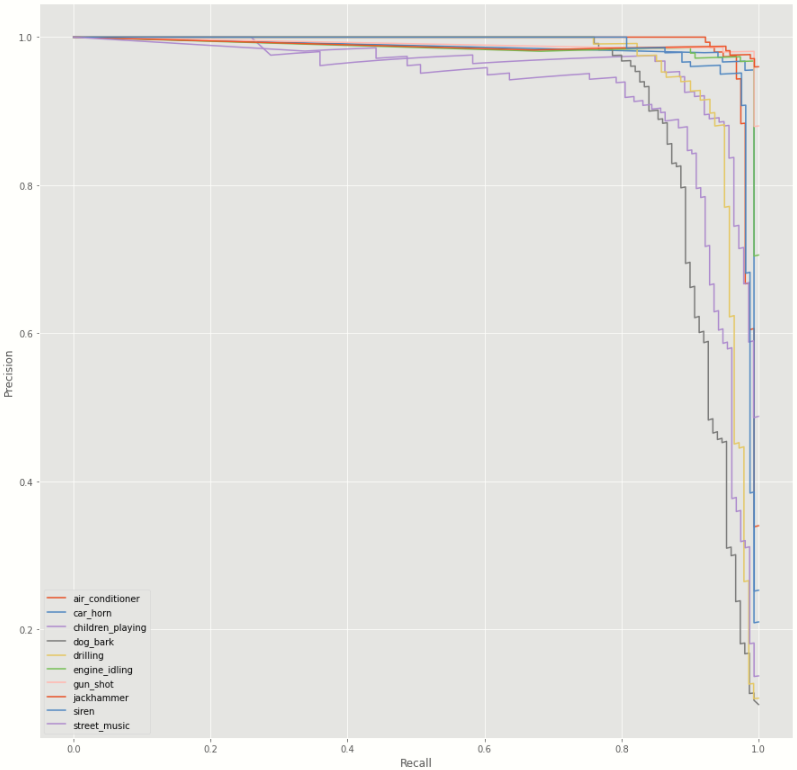 1.0
0.8
0.6
0.4
0.2
Precision
air_conditioner
car_horn
children_playing
dog_bark
drilling
engine_idling
gun_shot
jackhammer
siren
street_music
0.0 0.2 0.4 0.6 0.8 1.0
Recall